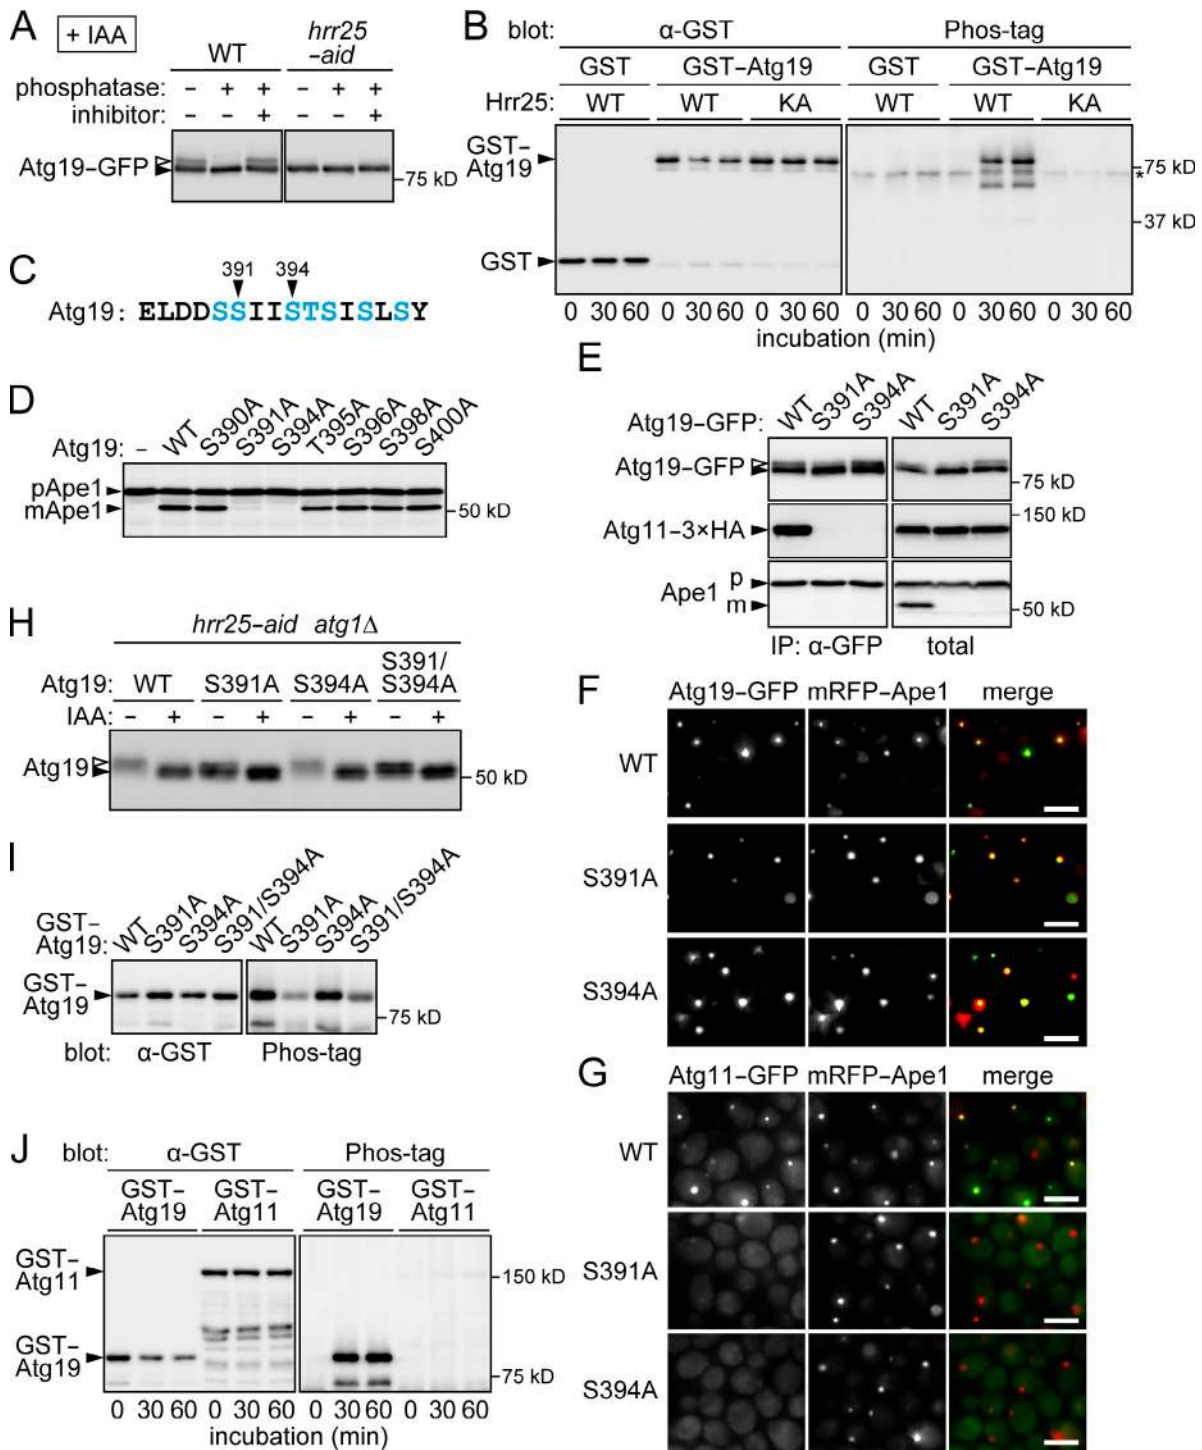 A
+ IAA
WT
hrr25
-aid
phosphatase: – + + – + +
inhibitor: – – + – – +
Atg19–GFP
75 kD
B
blot: α-GST Phos-tag
GST GST–Atg19 GST GST–Atg19
Hrr25: WT WT KA WT WT KA
GST–
Atg19
GST
75 kD
*
37 kD
0 30 60 0 30 60 0 30 60 0 30 60 0 30 60 0 30 60
incubation (min)
C
391 394
Atg19: ELDDSSIISTSISLSY
D
Atg19: – WT S390A S391A S394A T395A S396A S398A S400A
pApe1
mApe1
50 kD
E
Atg19–GFP: WT S391A S394A WT S391A S394A
Atg19–GFP
75 kD
150 kD
Atg11–3×HA
Ape1 p
m
50 kD
IP: α-GFP total
H
hrr25-aid atg1Δ
Atg19: WT S391A S394A S391/
S394A
IAA: – + – + – + – +
Atg19
50 kD
F
Atg19–GFP mRFP–Ape1 merge
WT
S391A
S394A
I
GST–
Atg19: WT S391A S394A S391/S394A WT S391A S394A S391/S394A
GST–
Atg19
75 kD
blot: α-GST Phos-tag
G
Atg11–GFP mRFP–Ape1 merge
WT
S391A
S394A
J
blot: α-GST Phos-tag
GST–
Atg19 GST–
Atg11 GST–
Atg19 GST–
Atg11
GST–
Atg11
150 kD
GST–
Atg19
75 kD
0 30 60 0 30 60 0 30 60 0 30 60
incubation (min)